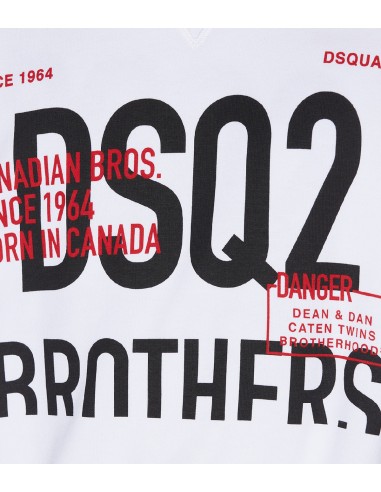 CE 1964
DSQUA
DSQ2
NADIAN BROS.
NCE 1964
ORN IN CANADA
DANGER
DEAN & DAN
CATEN TWINS
BROTHERHOOD
BROTHERS